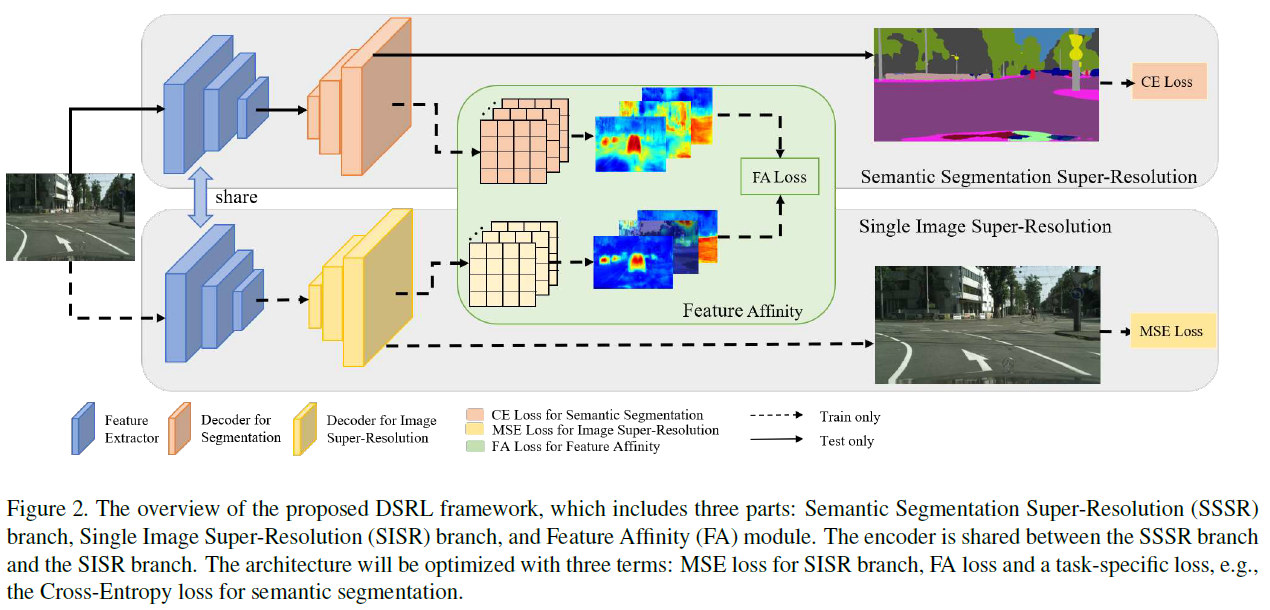 CE Loss
Semantic Segmentation Super-Resolution
share
FA Loss
Single Image Super-Resolution
Feature Affinity
MSE Loss
Feature Extractor
Decoder for Segmentation
Decoder for Image Super-Resolution
CE Loss for Semantic Segmentation
MSE Loss for Image Super-Resolution
FA Loss for Feature Affinity
Train only
Test only
Figure 2. The overview of the proposed DSRL framework, which includes three parts: Semantic Segmentation Super-Resolution (SSSR)
branch, Single Image Super-Resolution (SISR) branch, and Feature Affinity (FA) module. The encoder is shared between the SSSR branch
and the SISR branch. The architecture will be optimized with three terms: MSE loss for SISR branch, FA loss and a task-specific loss, e.g.,
the Cross-Entropy loss for semantic segmentation.